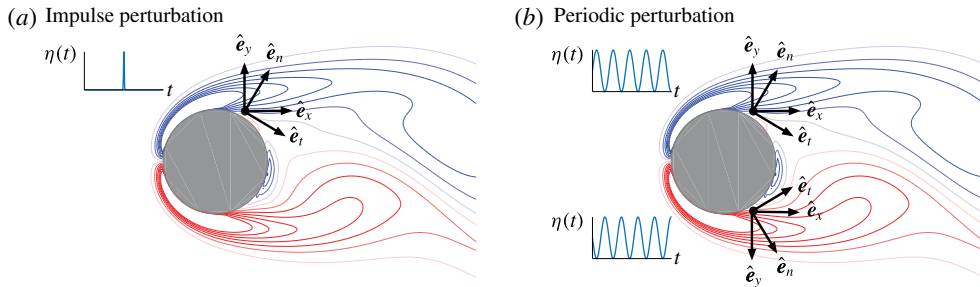 (a) Impulse perturbation
η(t)
t
ê_y
ê_n
ê_x
ê_t
(b) Periodic perturbation
η(t)
t
ê_y
ê_n
ê_x
ê_t
ê_t
ê_x
η(t)
t
ê_n
ê_y